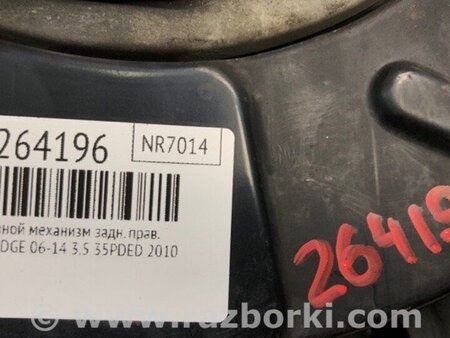 264196 NR7014
ной механизм задн. прав.
DGE 06-14 3.5 35PDED 2010
26419
© www.razborki.com